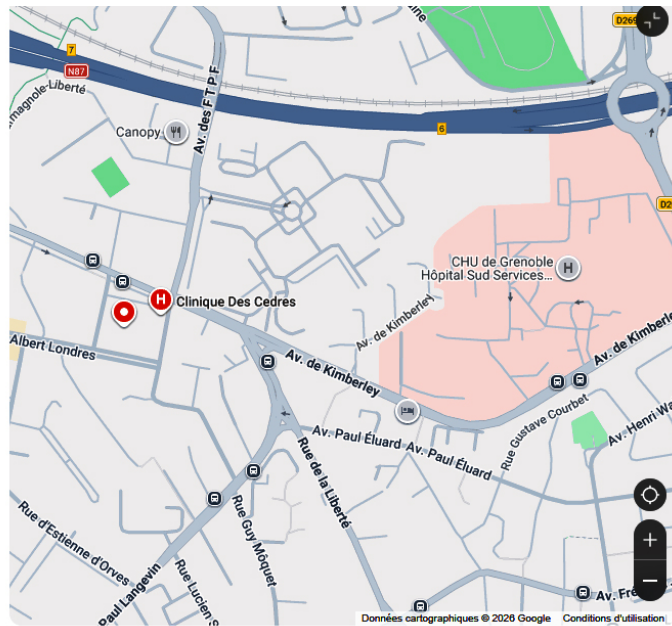 7
N87
D269
Canopy
Av. des FTPF
6
D2
CHU de Grenoble
Hôpital Sud Services...
H
H
Clinique Des Cedres
Av. de Kimberley
Av. de Kimberley
Av. de Kimberley
Albert Londres
Rue Gustave Courbet
Av. Henri Wa
Av. Paul Éluard
Av. Paul Éluard
Rue de la Liberté
Rue Guy Môquet
Rue d'Estienne d'Orves
Paul Langevin
Rue Lucien S
Av. Fré
Données cartographiques © 2026 Google
Conditions d'utilisation